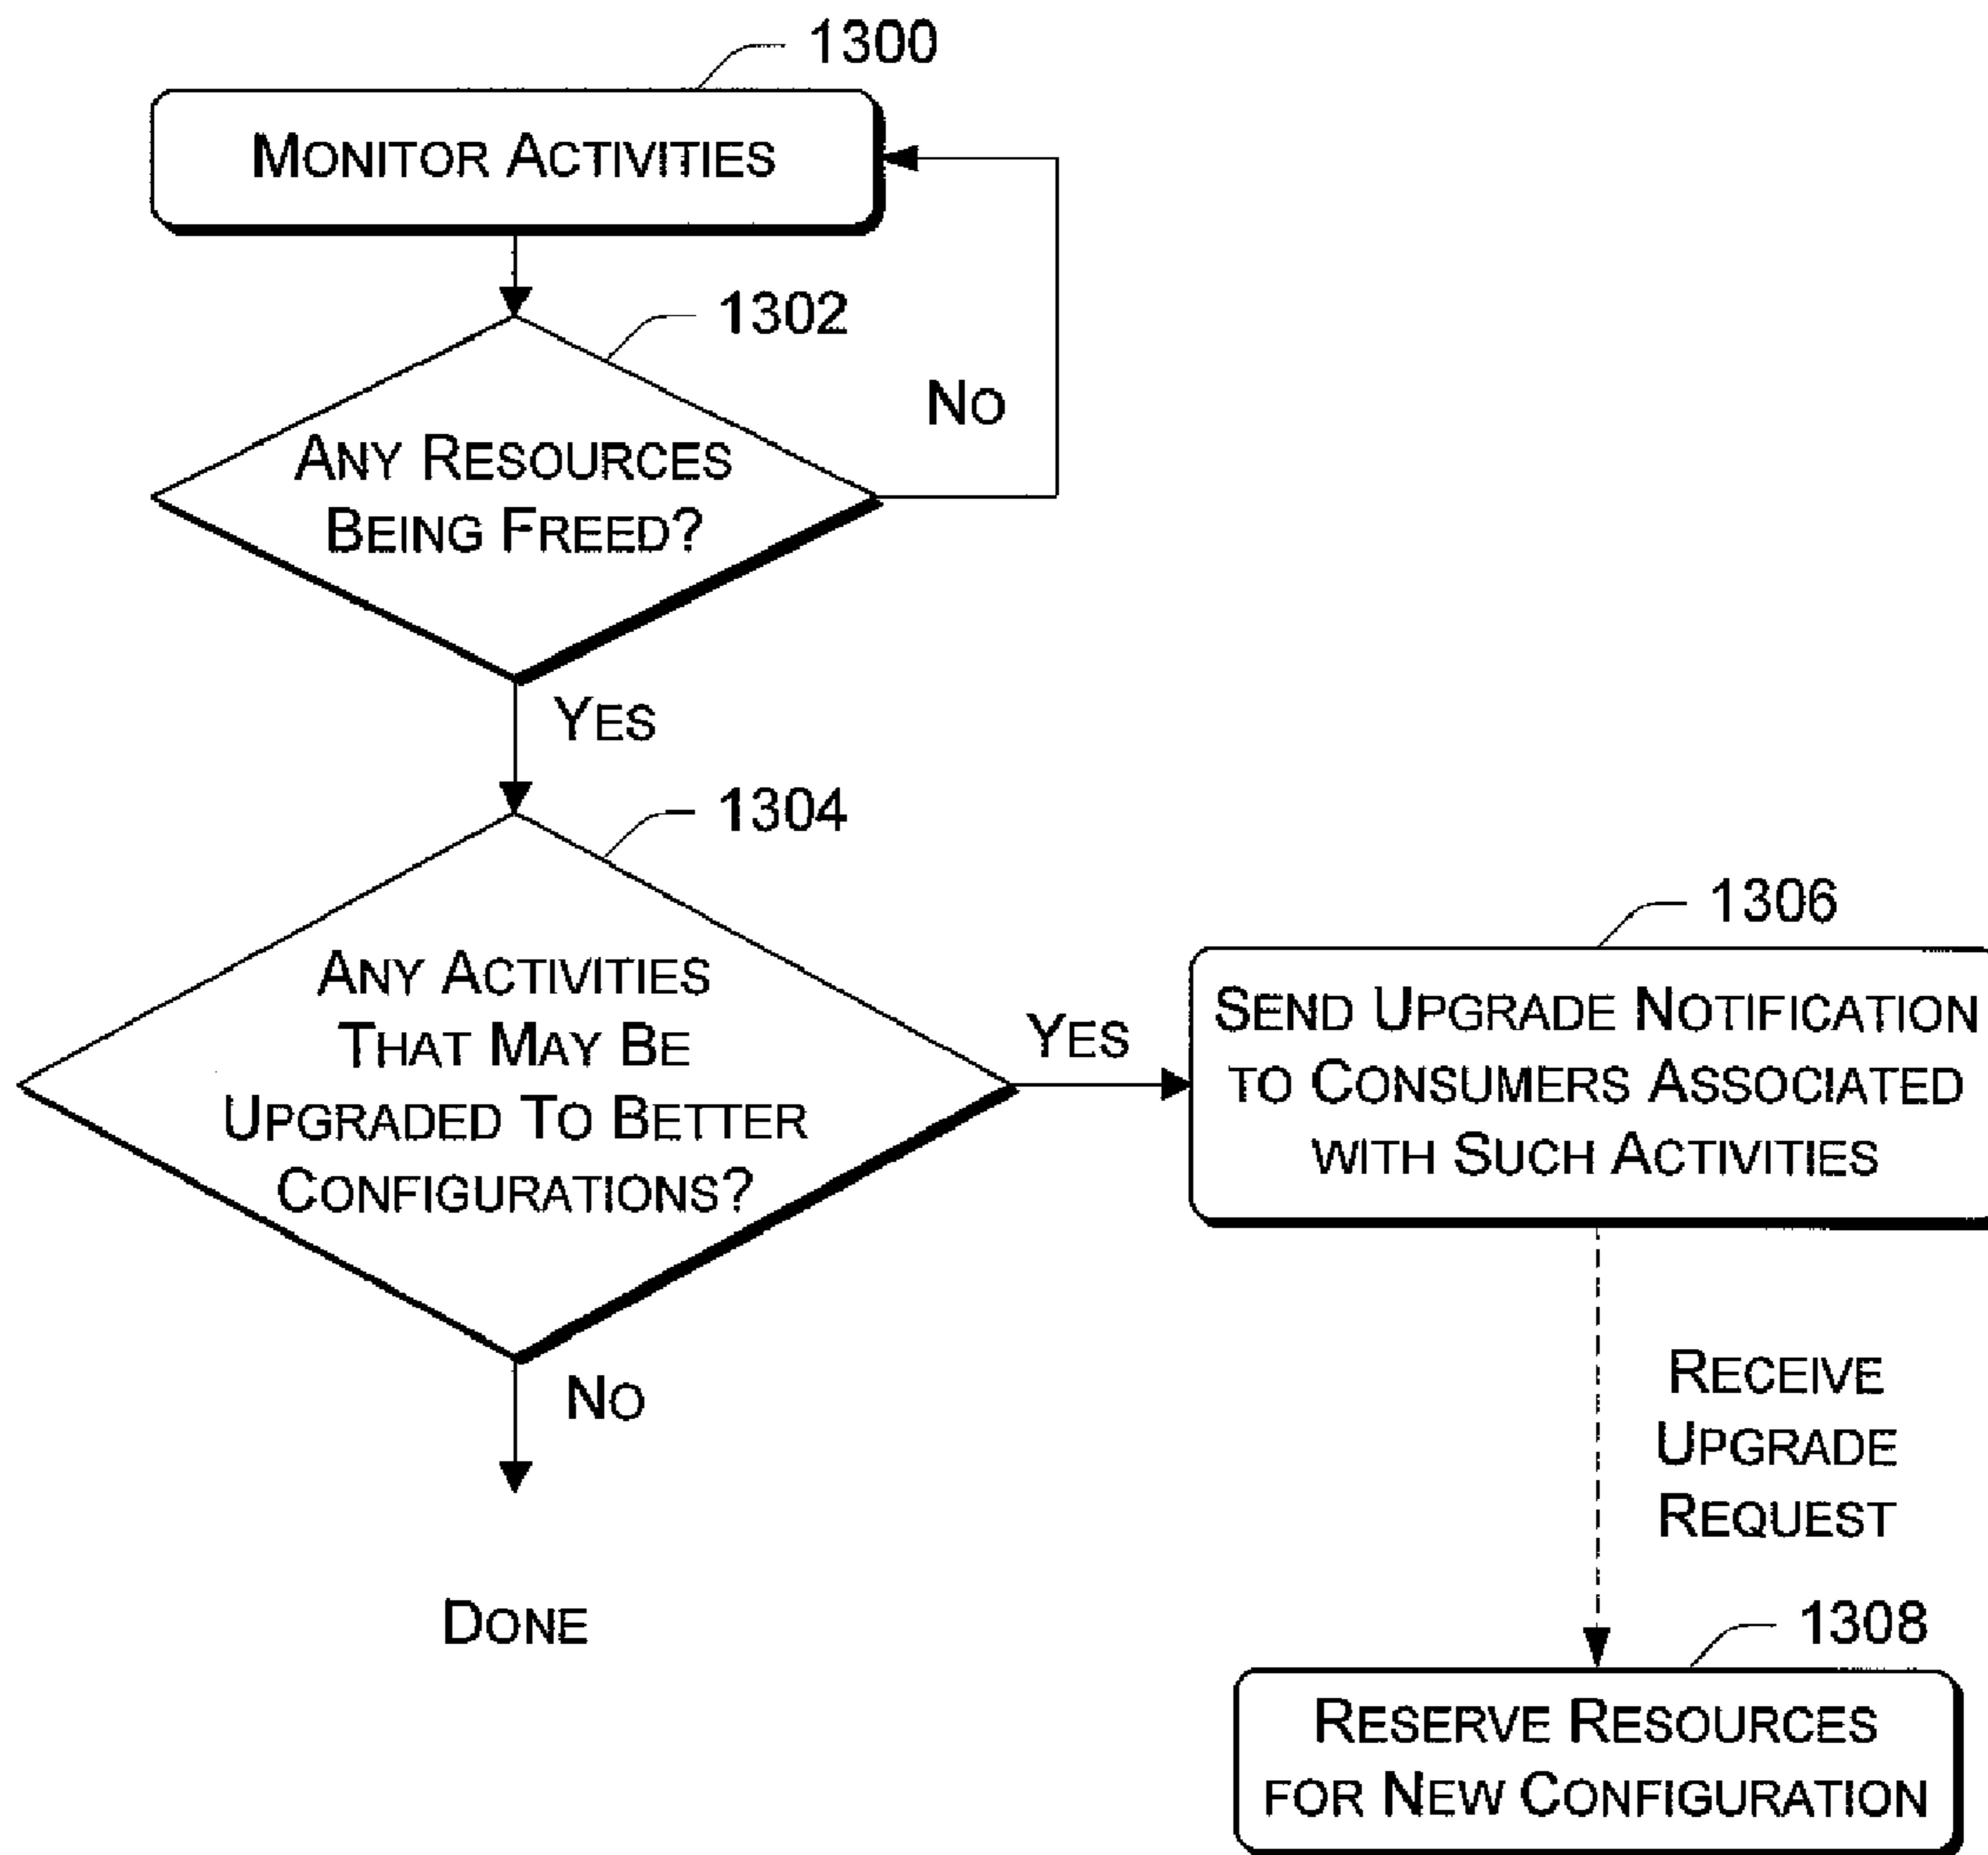 1300
MONITOR ACTIVITIES
1302
NO
ANY RESOURCES
BEING FREED?
YES
1304
ANY ACTIVITIES
THAT MAY BE
UPGRADED TO BETTER
CONFIGURATIONS?
YES
1306
SEND UPGRADE NOTIFICATION
TO CONSUMERS ASSOCIATED
WITH SUCH ACTIVITIES
NO
DONE
RECEIVE
UPGRADE
REQUEST
1308
RESERVE RESOURCES
FOR NEW CONFIGURATION